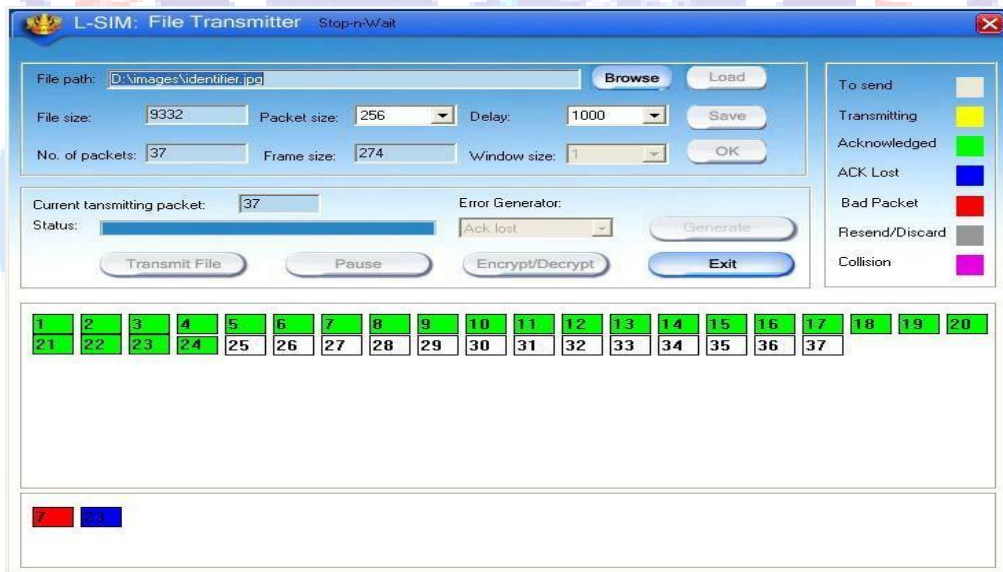 L-SIM: File Transmitter Stop-n-Wait
File path: D:\images\identifier.jpg Browse Load
File size: 9332 Packet size: 256 Delay: 1000 Save
No. of packets: 37 Frame size: 274 Window size: 1 OK
Current tansmitting packet: 37 Error Generator:
Status: Ack lost Generate
Transmit File Pause Encrypt/Decrypt Exit
To send
Transmitting
Acknowledged
ACK Lost
Bad Packet
Resend/Discard
Collision
1 2 3 4 5 6 7 8 9 10 11 12 13 14 15 16 17 18 19 20
21 22 23 24 25 26 27 28 29 30 31 32 33 34 35 36 37
7 23